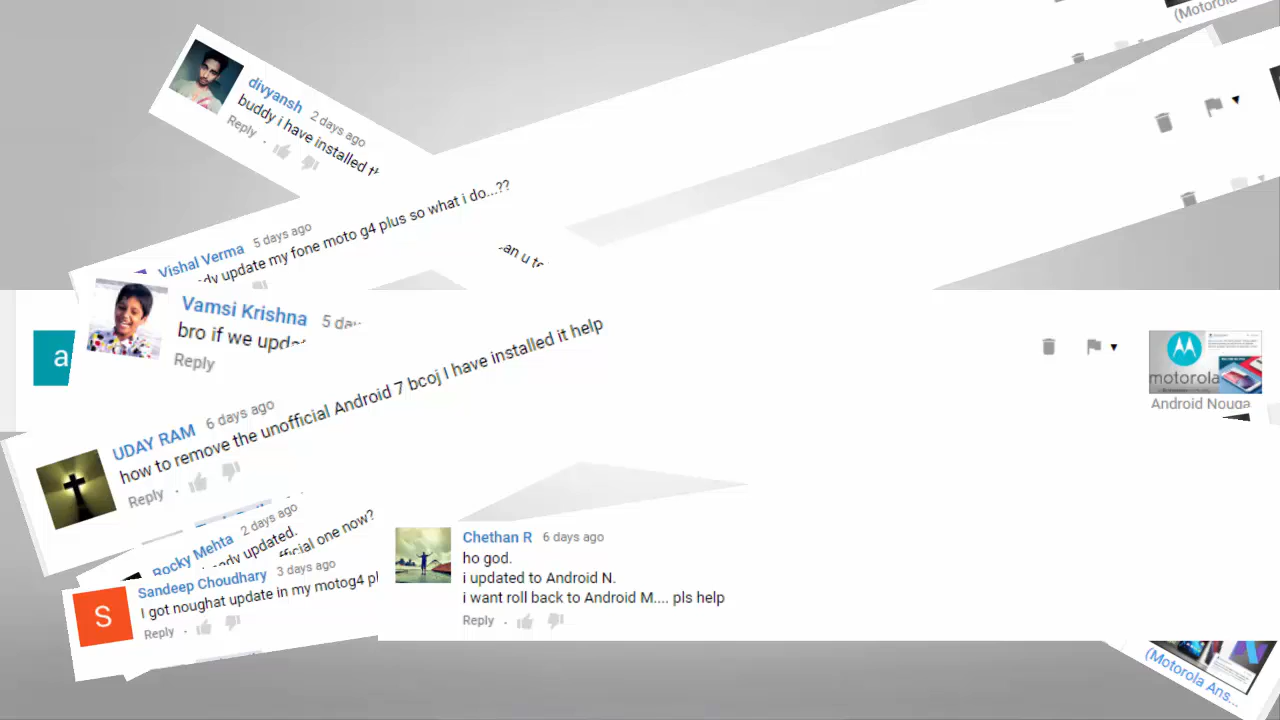 (Motorola
divyansh 2 days ago
buddy i have installed
Reply
Vishal Verma 5 days ago
update my fone moto g4 plus so what i do...??
an u
Vamsi Krishna 5
bro if we
Reply
a
motorola
Android Nouga
UDAY RAM 6 days ago
how to remove the unofficial Android 7 bcoj I have installed it help
Reply
Rocky Mehta 2 days ago
updated.
one now?
Sandeep Choudhary 3 days ago
S
I got noughat update in my motog4
Reply
Chethan R 6 days ago
ho god.
i updated to Android N.
i want roll back to Android M.... pls help
Reply
(Motorola Ans...